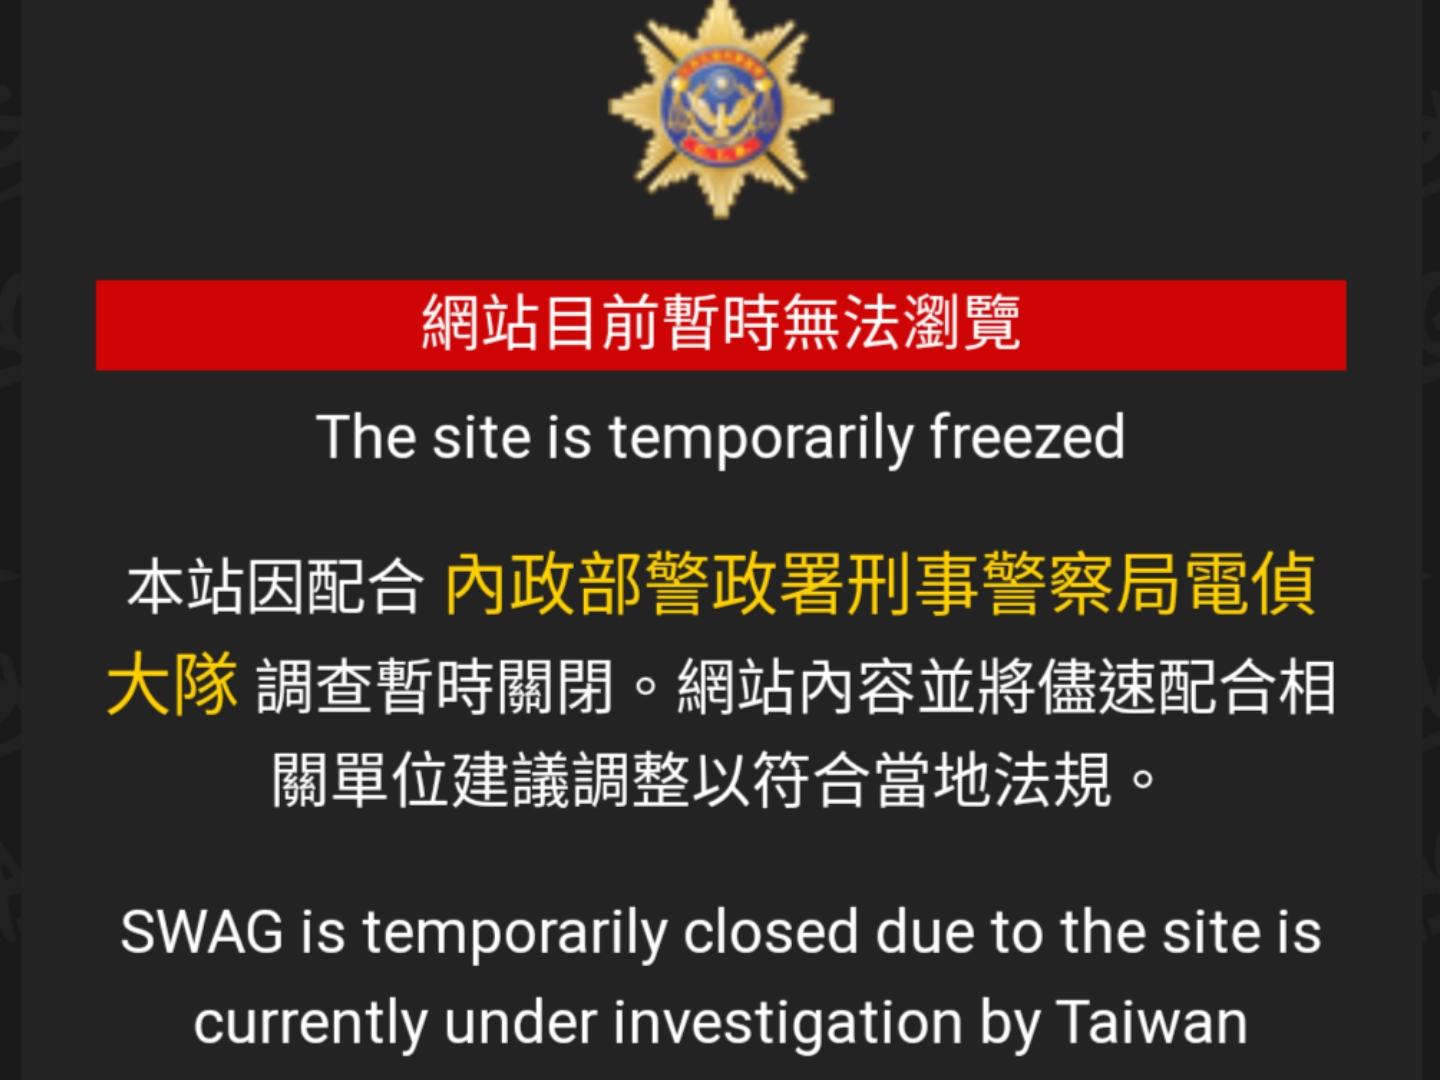 網站目前暫時無法瀏覽
The site is temporarily freezed
本站因配合 內政部警政署刑事警察局電偵
大隊 調查暫時關閉。網站內容並將儘速配合相
關單位建議調整以符合當地法規。
SWAG is temporarily closed due to the site is
currently under investigation by Taiwan